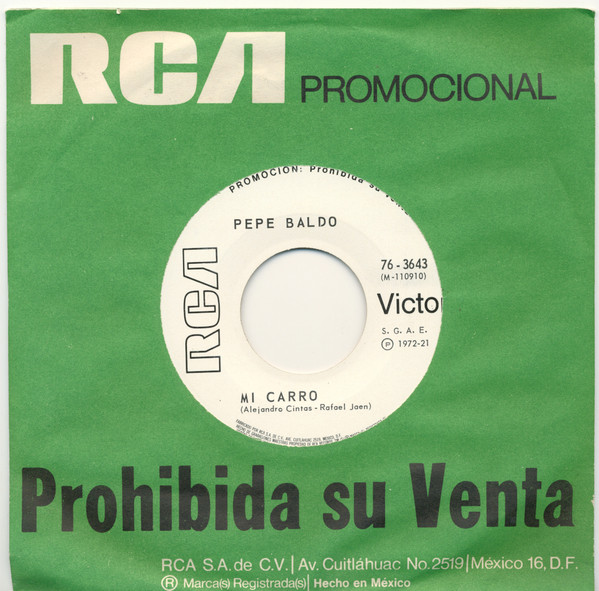 RCA PROMOCIONAL
PROMOCION: Prohibida su
PEPE BALDO
76-3643
(M-110910)
RCA
Victo
S. G. A. E.
Ⓟ 1972-21
MI CARRO
(Alejandro Cintas - Rafael Jaen)
Prohibida su Venta
RCA S.A. de C.V. | Av. Cuitláhuac No. 2519 | México 16, D.F.
Ⓡ Marca(s) Registrada(s) | Hecho en México